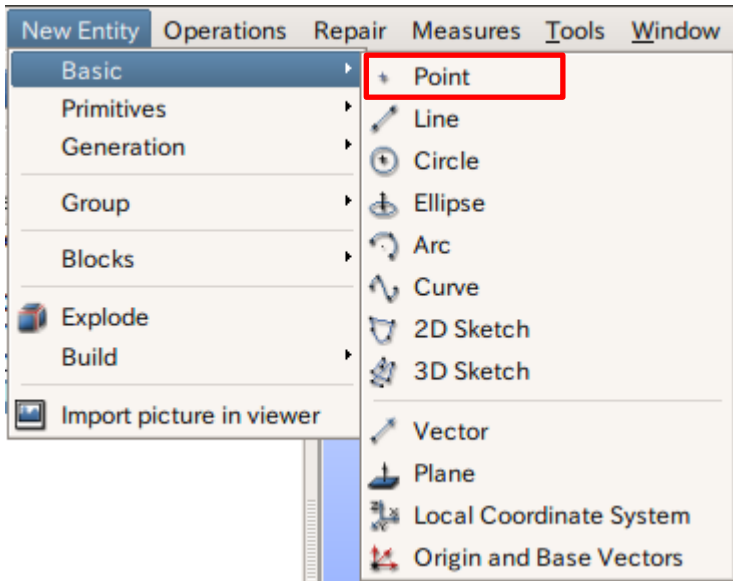 New Entity Operations Repair Measures Tools Window
Basic
Primitives
Generation
Group
Blocks
Explode
Build
Import picture in viewer
Point
Line
Circle
Ellipse
Arc
Curve
2D Sketch
3D Sketch
Vector
Plane
Local Coordinate System
Origin and Base Vectors